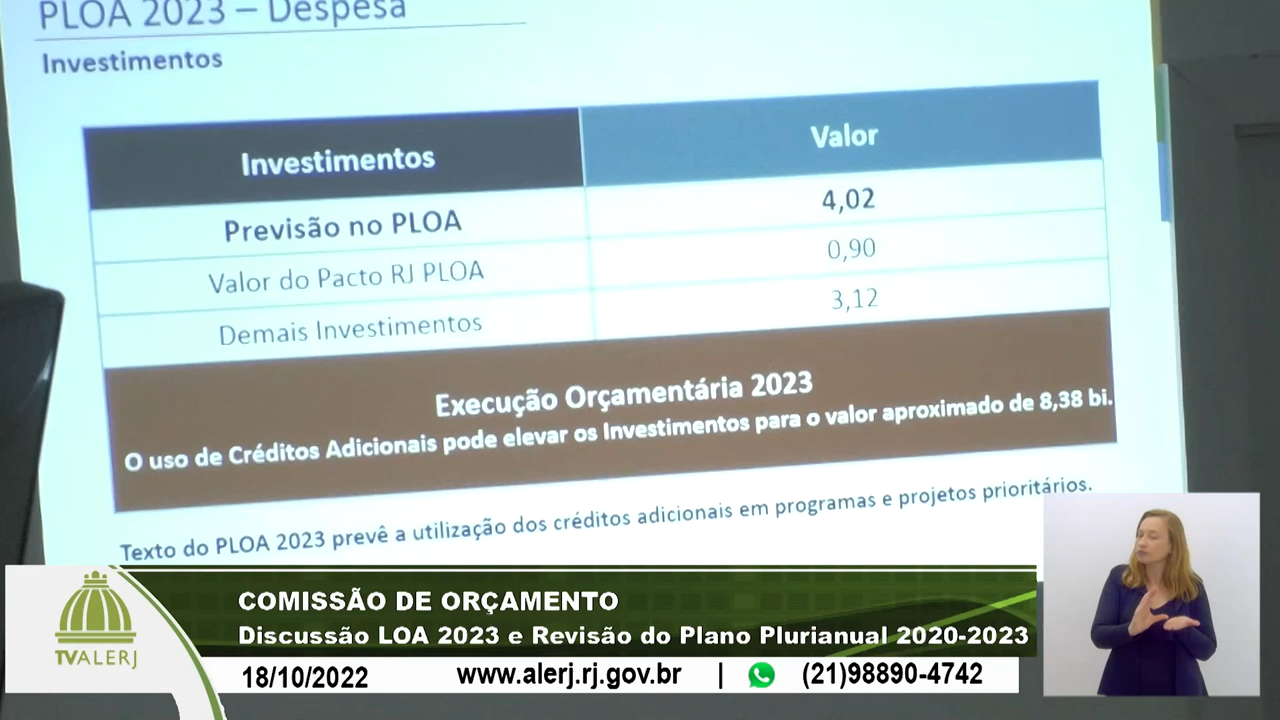 PLOA 2023 – Despesa
Investimentos
Investimentos
Valor
Previsão no PLOA
4,02
Valor do Pacto RJ PLOA
0,90
Demais Investimentos
3,12
Execução Orçamentária 2023
O uso de Créditos Adicionais pode elevar os Investimentos para o valor aproximado de 8,38 bi.
Texto do PLOA 2023 prevê a utilização dos créditos adicionais em programas e projetos prioritários.
COMISSÃO DE ORÇAMENTO
Discussão LOA 2023 e Revisão do Plano Plurianual 2020-2023
TVALERJ
18/10/2022 www.alerj.rj.gov.br | (21)98890-4742